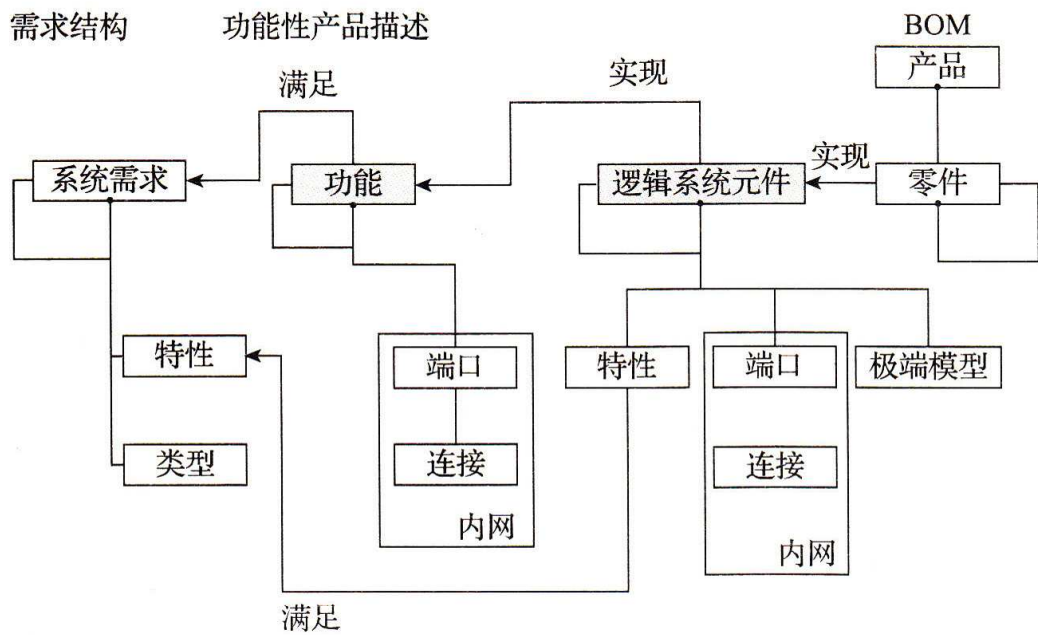 需求结构
功能性产品描述
BOM
产品
满足
实现
实现
系统需求
功能
逻辑系统元件
零件
特性
端口
特性
端口
极端模型
类型
连接
连接
内网
内网
满足